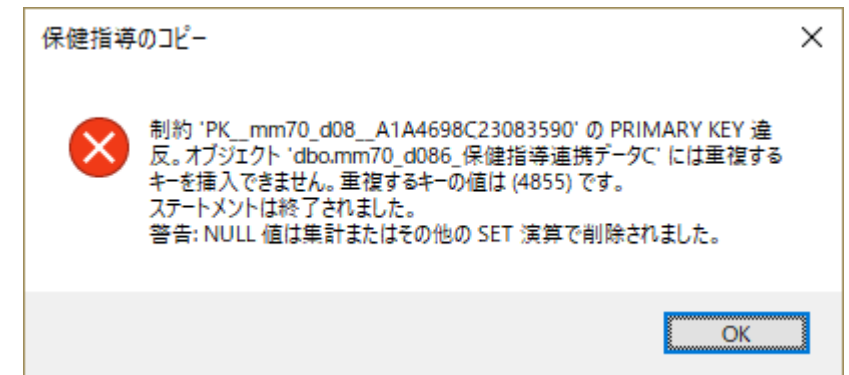 保健指導のコピー
制約 'PK__mm70_d08__A1A4698C23083590' の PRIMARY KEY 違
反。オブジェクト 'dbo.mm70_d086_保健指導連携データC' には重複する
キーを挿入できません。重複するキーの値は (4855) です。
ステートメントは終了されました。
警告: NULL 値は集計またはその他の SET 演算で削除されました。
OK